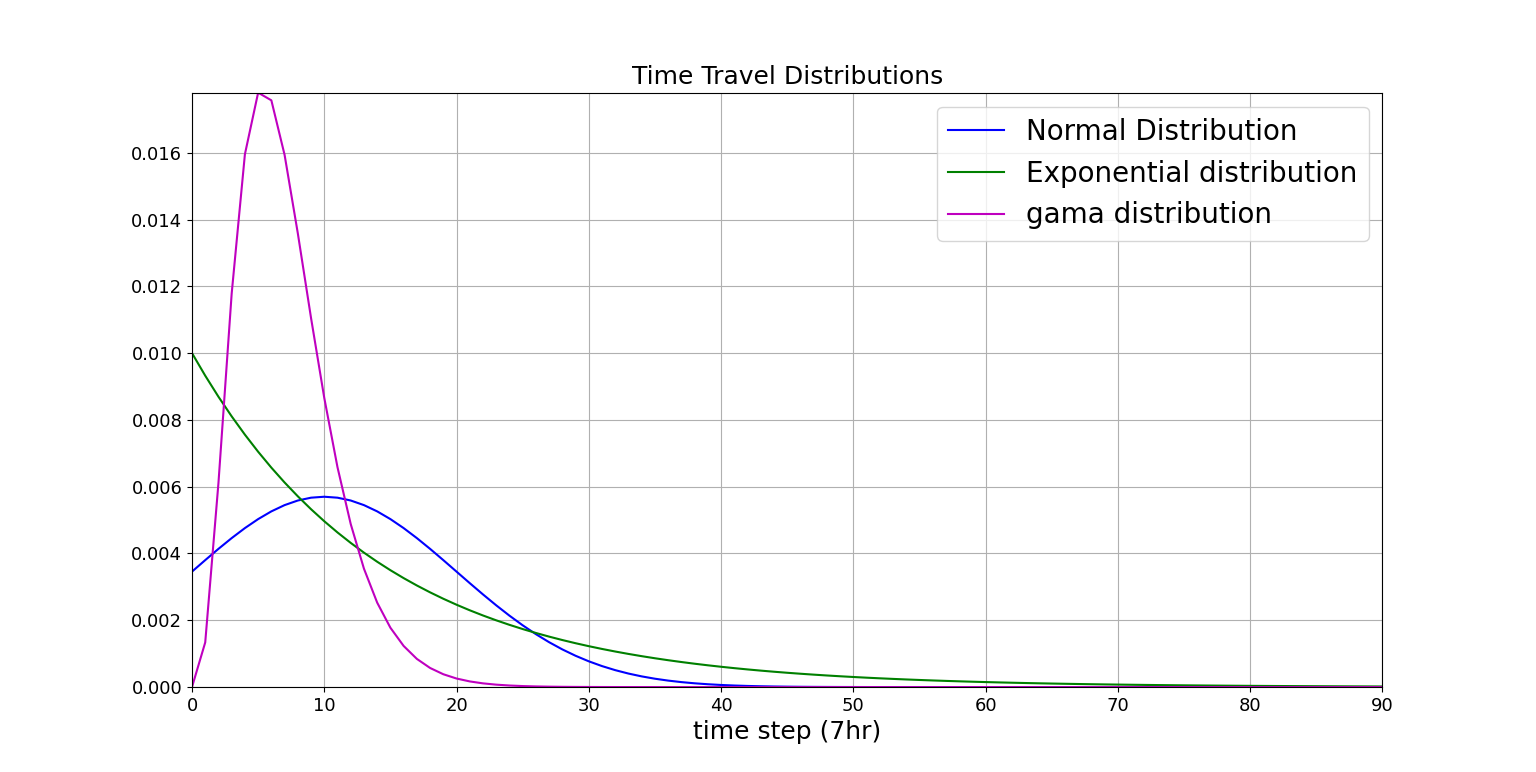 Time Travel Distributions
Normal Distribution
Exponential distribution
gama distribution
0.016
0.014
0.012
0.010
0.008
0.006
0.004
0.002
0.000
0 10 20 30 40 50 60 70 80 90
time step (7hr)